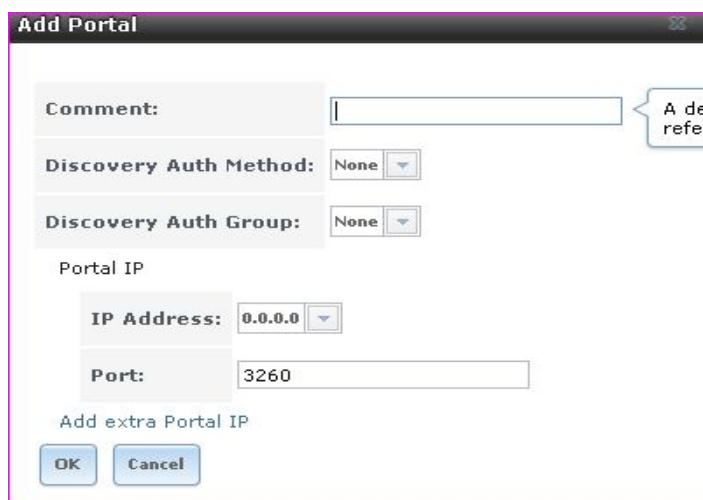 Add Portal
Comment:
A de
refe
Discovery Auth Method: None
Discovery Auth Group: None
Portal IP
IP Address: 0.0.0.0
Port: 3260
Add extra Portal IP
OK Cancel